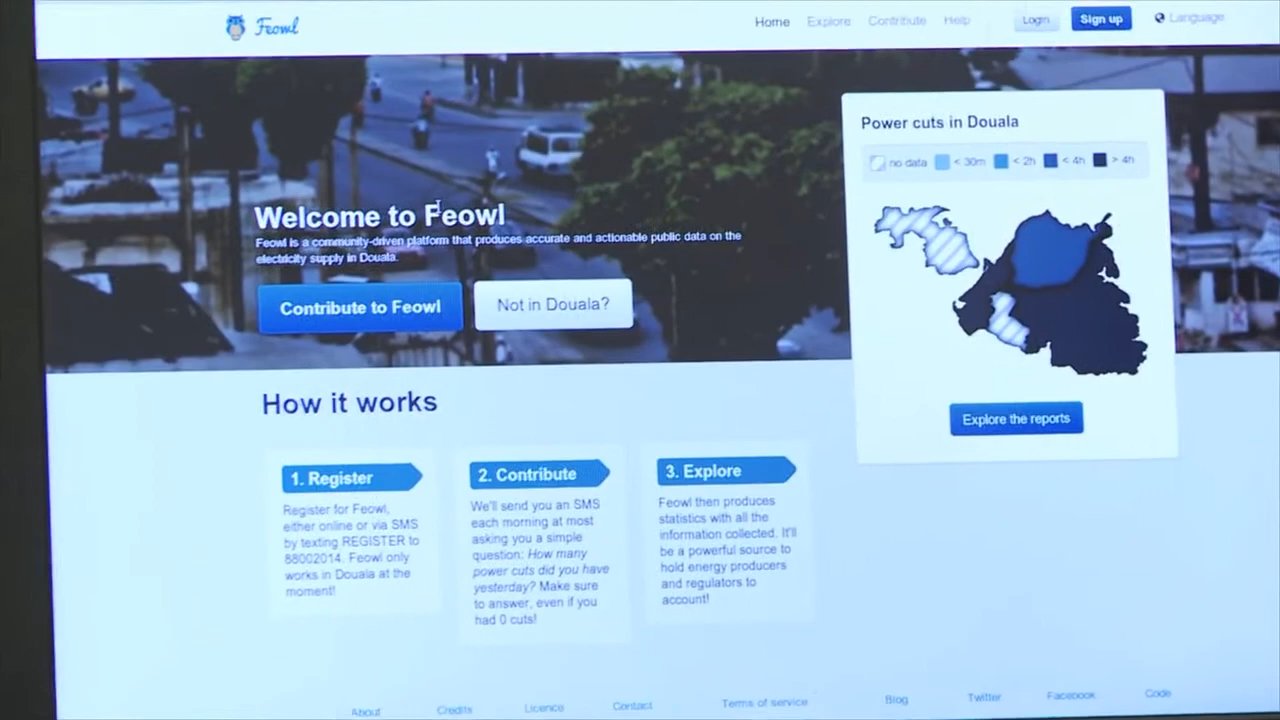 Feowl
Home Explore Contribute Help Login Sign up Language
Power cuts in Douala
no data < 30m < 2h < 4h > 4h
Welcome to Feowl
Feowl is a community-driven platform that produces accurate and actionable public data on the
electricity supply in Douala.
Contribute to Feowl Not in Douala?
Explore the reports
How it works
1. Register
Register for Feowl,
either online or via SMS
by texting REGISTER to
88002014. Feowl only
works in Douala at the
moment!
2. Contribute
We'll send you an SMS
each morning at most
asking you a simple
question: How many
power cuts did you have
yesterday? Make sure
to answer, even if you
had 0 cuts!
3. Explore
Feowl then produces
statistics with all the
information collected. It'll
be a powerful source to
hold energy producers
and regulators to
account!
About Credits Licence Contact Terms of service Blog Twitter Facebook Code